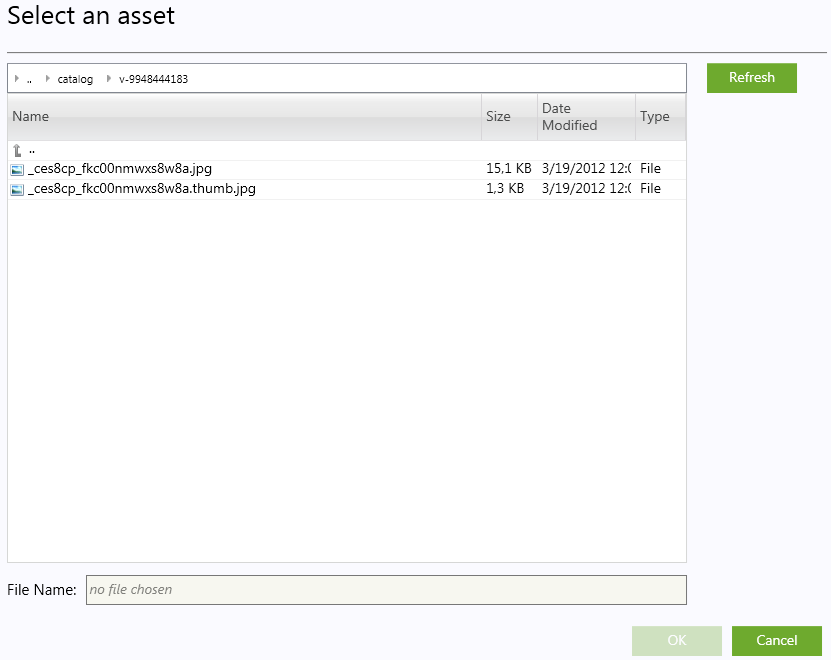 Select an asset
.. catalog v-9948444183
Refresh
Name Size Date Modified Type
..
_ces8cp_fkc00nmwxs8w8a.jpg 15,1 KB 3/19/2012 12:0 File
_ces8cp_fkc00nmwxs8w8a.thumb.jpg 1,3 KB 3/19/2012 12:0 File
File Name: no file chosen
OK Cancel